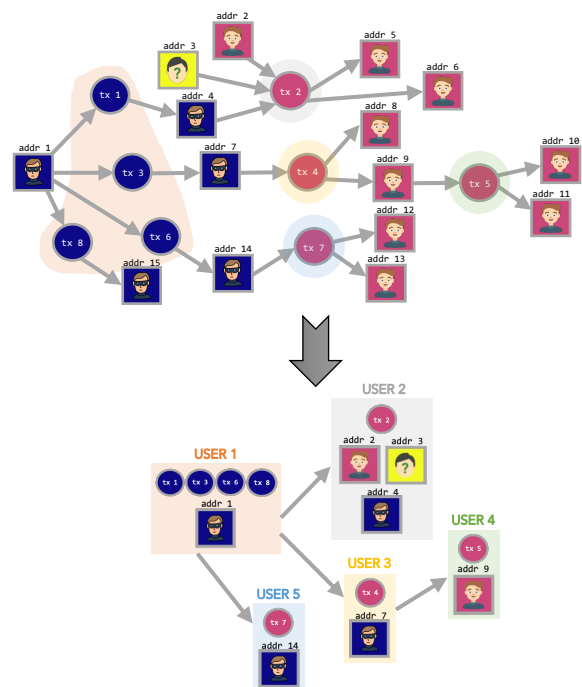 addr 2
addr 3
addr 5
addr 6
tx 1
tx 2
addr 4
addr 8
addr 1
addr 7
addr 10
tx 3
tx 4
addr 9
tx 5
addr 11
addr 12
tx 8
tx 6
addr 14
tx 7
addr 15
addr 13
USER 2
tx 2
addr 2
addr 3
USER 1
tx 1
tx 3
tx 6
tx 8
addr 4
addr 1
USER 4
tx 5
addr 9
USER 3
tx 4
addr 7
USER 5
tx 7
addr 14